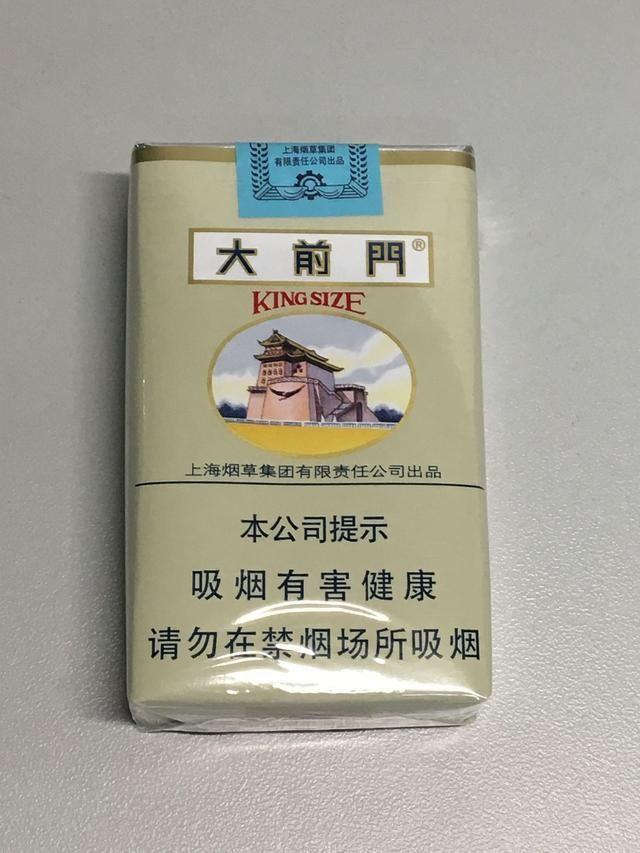 上海烟草集团
有限责任公司出品
大前門®
KING SIZE
上海烟草集团有限责任公司出品
本公司提示
吸烟有害健康
请勿在禁烟场所吸烟